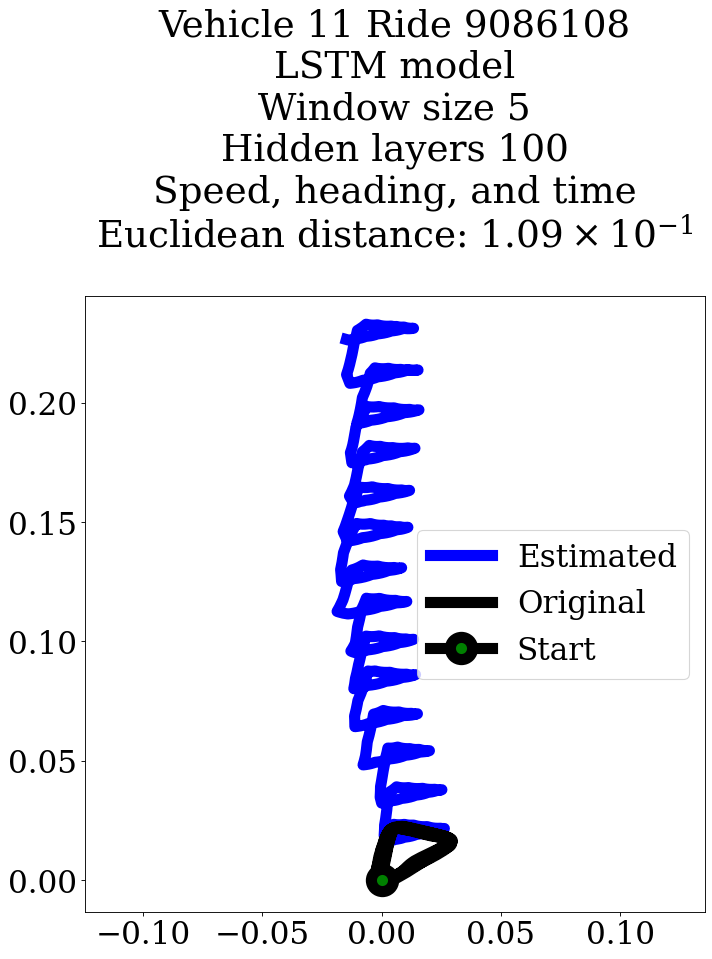 Vehicle 11 Ride 9086108
LSTM model
Window size 5
Hidden layers 100
Speed, heading, and time
Euclidean distance: 1.09 × 10⁻¹
0.20
0.15
Estimated
Original
Start
0.10
0.05
0.00
−0.10 −0.05 0.00 0.05 0.10